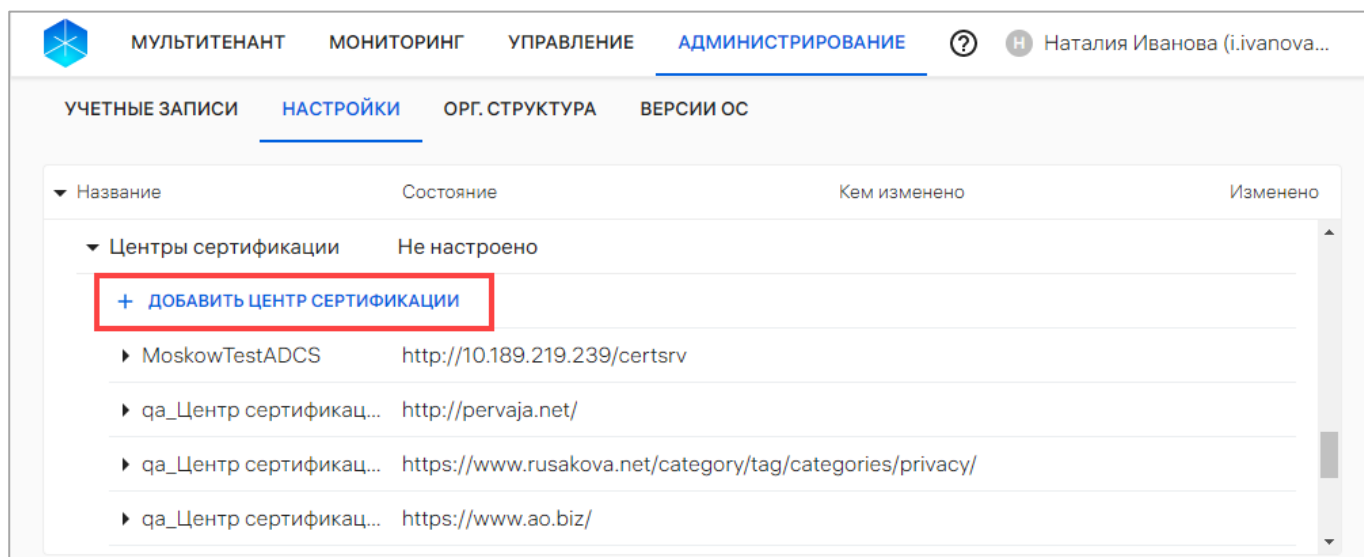 МУЛЬТИТЕНАНТ МОНИТОРИНГ УПРАВЛЕНИЕ АДМИНИСТРИРОВАНИЕ ? Н Наталия Иванова (i.ivanova...
УЧЕТНЫЕ ЗАПИСИ НАСТРОЙКИ ОРГ. СТРУКТУРА ВЕРСИИ ОС
Название Состояние Кем изменено Изменено
Центры сертификации Не настроено
+ ДОБАВИТЬ ЦЕНТР СЕРТИФИКАЦИИ
MoskowTestADCS http://10.189.219.239/certsrv
qa_Центр сертификац... http://pervaja.net/
qa_Центр сертификац... https://www.rusakova.net/category/tag/categories/privacy/
qa_Центр сертификац... https://www.ao.biz/